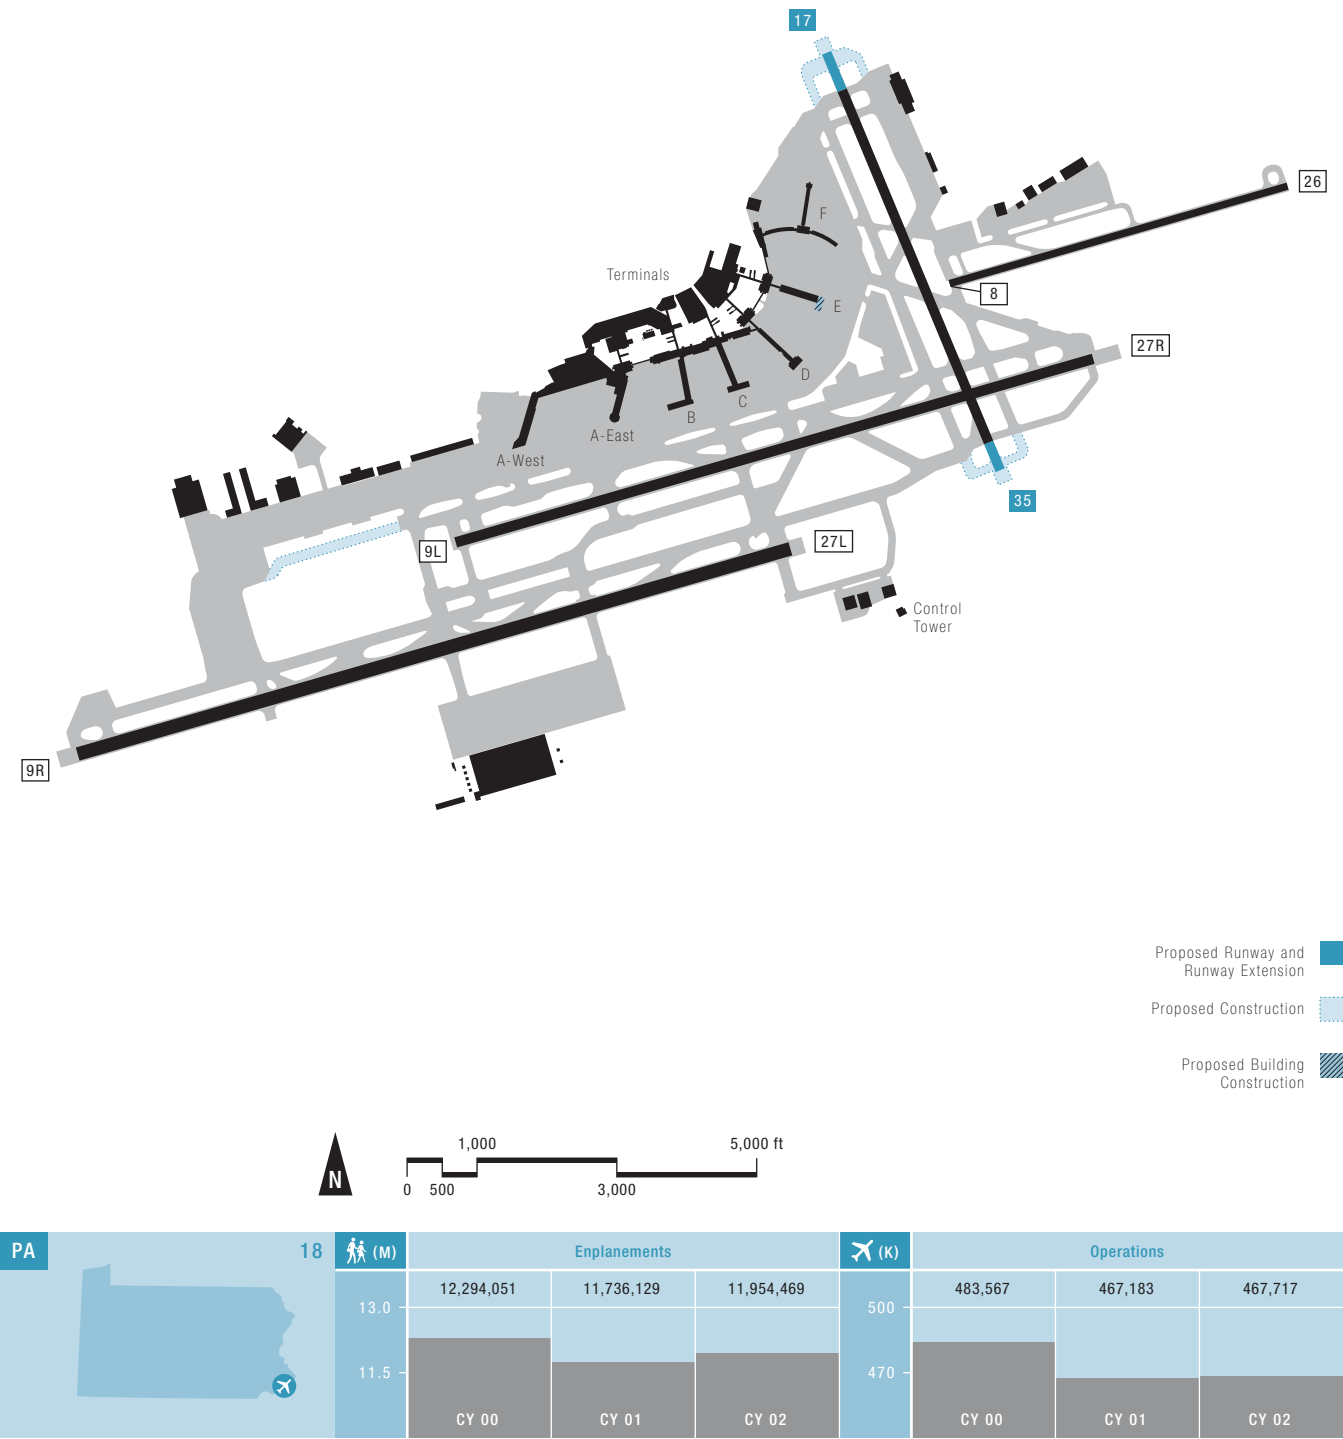 17
26
F
Terminals
8
E
27R
D
C
B
A-East
A-West
35
9L
27L
Control
Tower
9R
Proposed Runway and
Runway Extension
Proposed Construction
Proposed Building
Construction
1,000
5,000 ft
N
0
500
3,000
PA
18
(M)
Enplanements
(K)
Operations
12,294,051
11,736,129
11,954,469
483,567
467,183
467,717
13.0
500
11.5
470
CY 00
CY 01
CY 02
CY 00
CY 01
CY 02